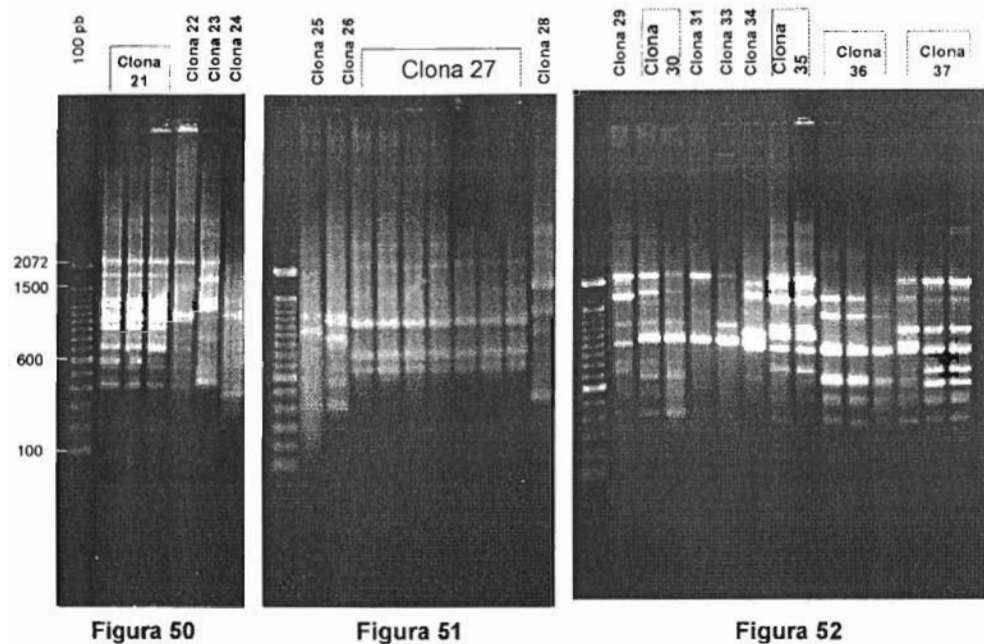 100 pb
Clona
21
Clona 22
Clona 23
Clona 24
Clona 25
Clona 26
Clona 27
Clona 28
Clona 29
Clona
30
Clona 31
Clona 33
Clona 34
Clona
35
Clona
36
Clona
37
2072
1500
600
100
Figura 50
Figura 51
Figura 52